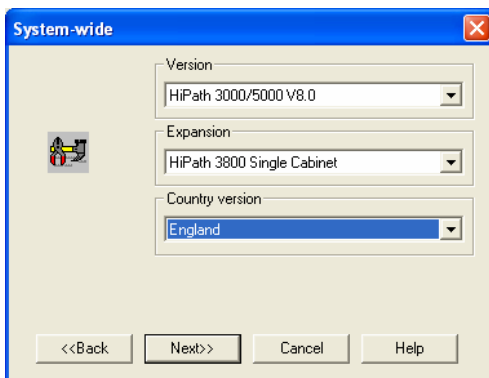 System-wide
Version
HiPath 3000/5000 V8.0
Expansion
HiPath 3800 Single Cabinet
Country version
England
<<Back Next>> Cancel Help